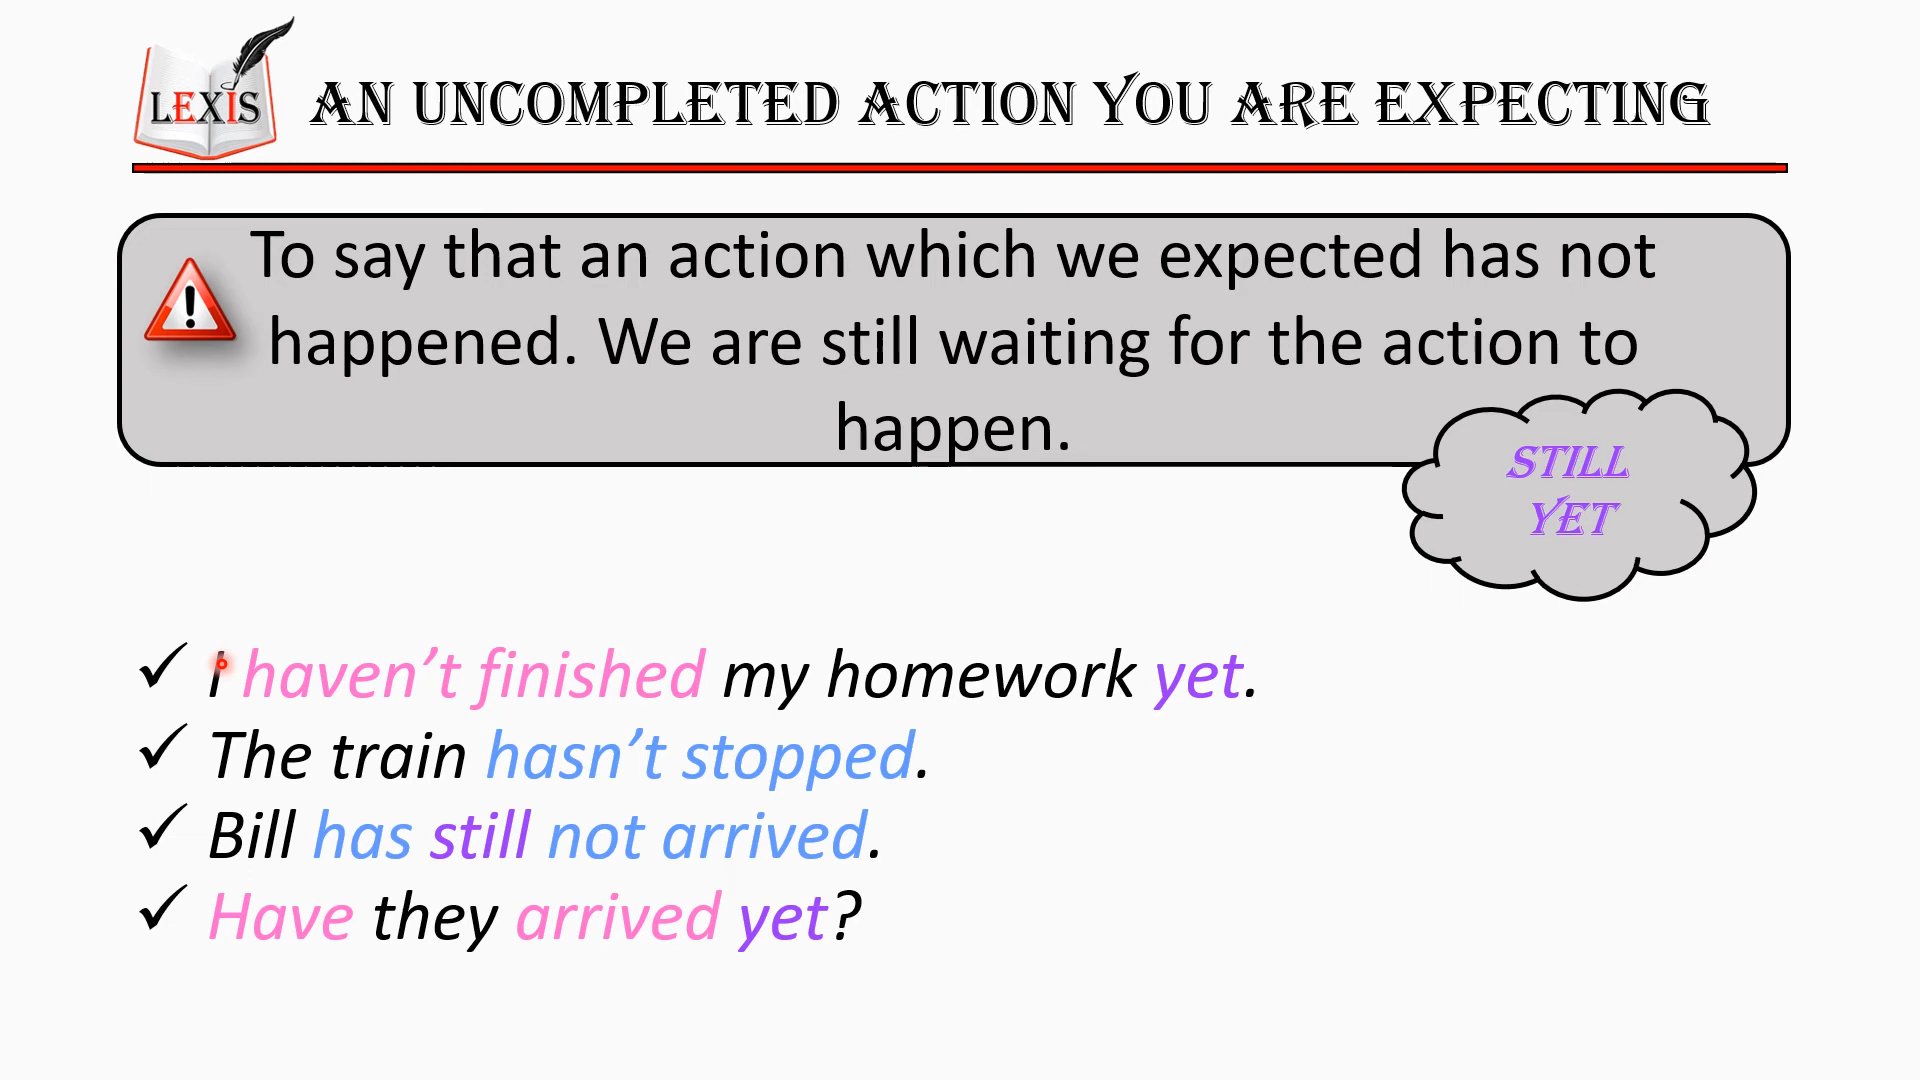 LEXIS
AN UNCOMPLETED ACTION YOU ARE EXPECTING
To say that an action which we expected has not
happened. We are still waiting for the action to
happen.
STILL
YET
I haven’t finished my homework yet.
The train hasn’t stopped.
Bill has still not arrived.
Have they arrived yet?